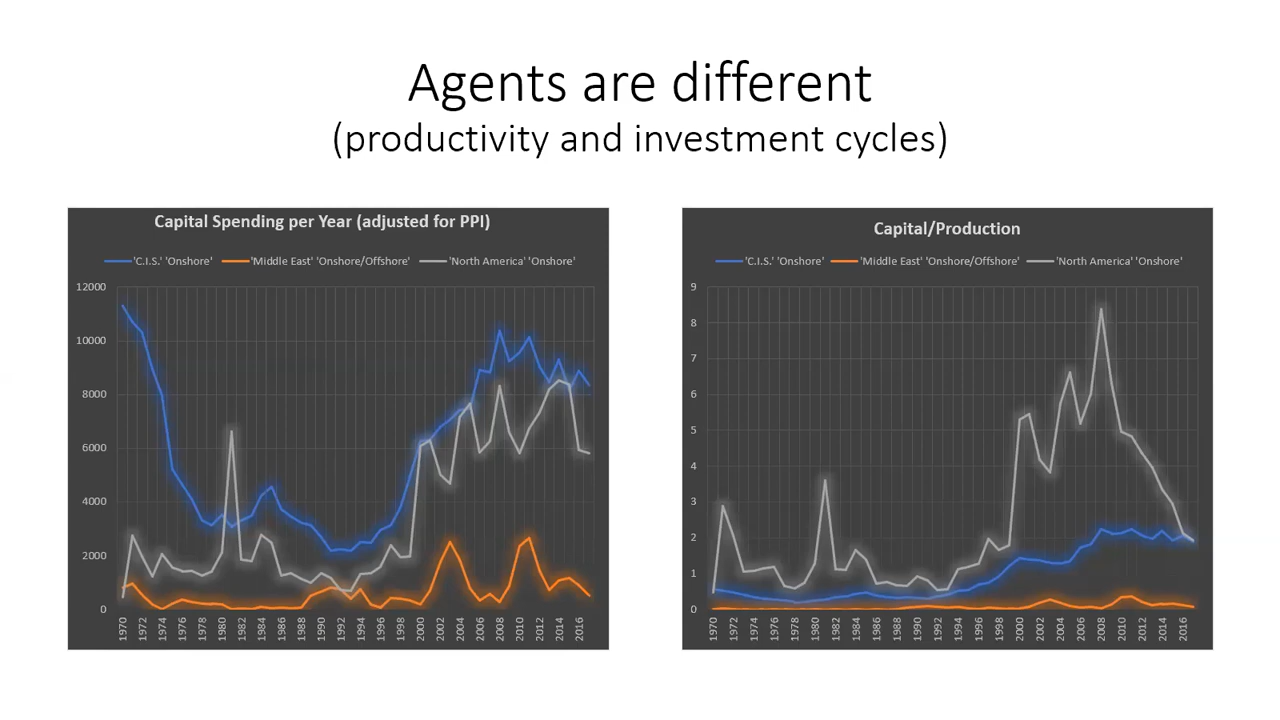 Agents are different
(productivity and investment cycles)
Capital Spending per Year (adjusted for PPI)
'C.I.S.' 'Onshore' 'Middle East' 'Onshore/Offshore' 'North America' 'Onshore'
12000
10000
8000
6000
4000
2000
0
1970 1972 1974 1976 1978 1980 1982 1984 1986 1988 1990 1992 1994 1996 1998 2000 2002 2004 2006 2008 2010 2012 2014 2016
Capital/Production
'C.I.S.' 'Onshore' 'Middle East' 'Onshore/Offshore' 'North America' 'Onshore'
9
8
7
6
5
4
3
2
1
0
1970 1972 1974 1976 1978 1980 1982 1984 1986 1988 1990 1992 1994 1996 1998 2000 2002 2004 2006 2008 2010 2012 2014 2016